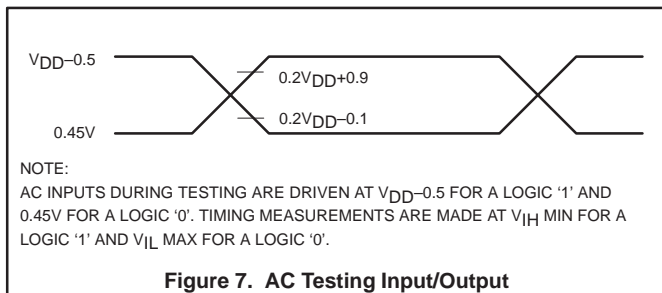 VDD–0.5
0.2VDD+0.9
0.2VDD–0.1
0.45V
NOTE:
AC INPUTS DURING TESTING ARE DRIVEN AT VDD–0.5 FOR A LOGIC ‘1’ AND
0.45V FOR A LOGIC ‘0’. TIMING MEASUREMENTS ARE MADE AT VIH MIN FOR A
LOGIC ‘1’ AND VIL MAX FOR A LOGIC ‘0’.
Figure 7. AC Testing Input/Output